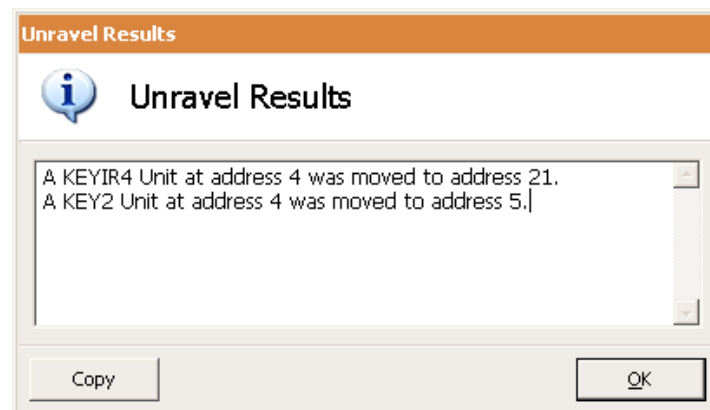 Unravel Results
Unravel Results
A KEYIR4 Unit at address 4 was moved to address 21.
A KEY2 Unit at address 4 was moved to address 5.
Copy
OK